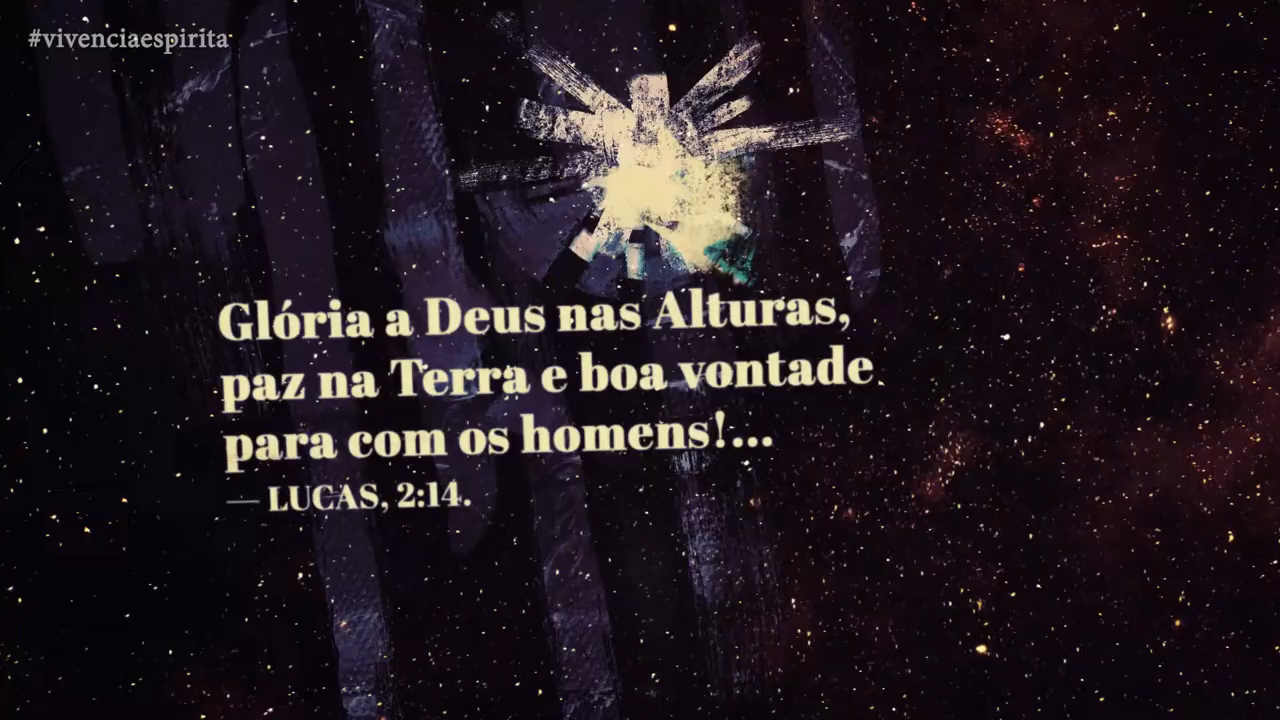 #vivenciaespirita
Glória a Deus nas Alturas,
paz na Terra e boa vontade
para com os homens!...
— LUCAS, 2:14.